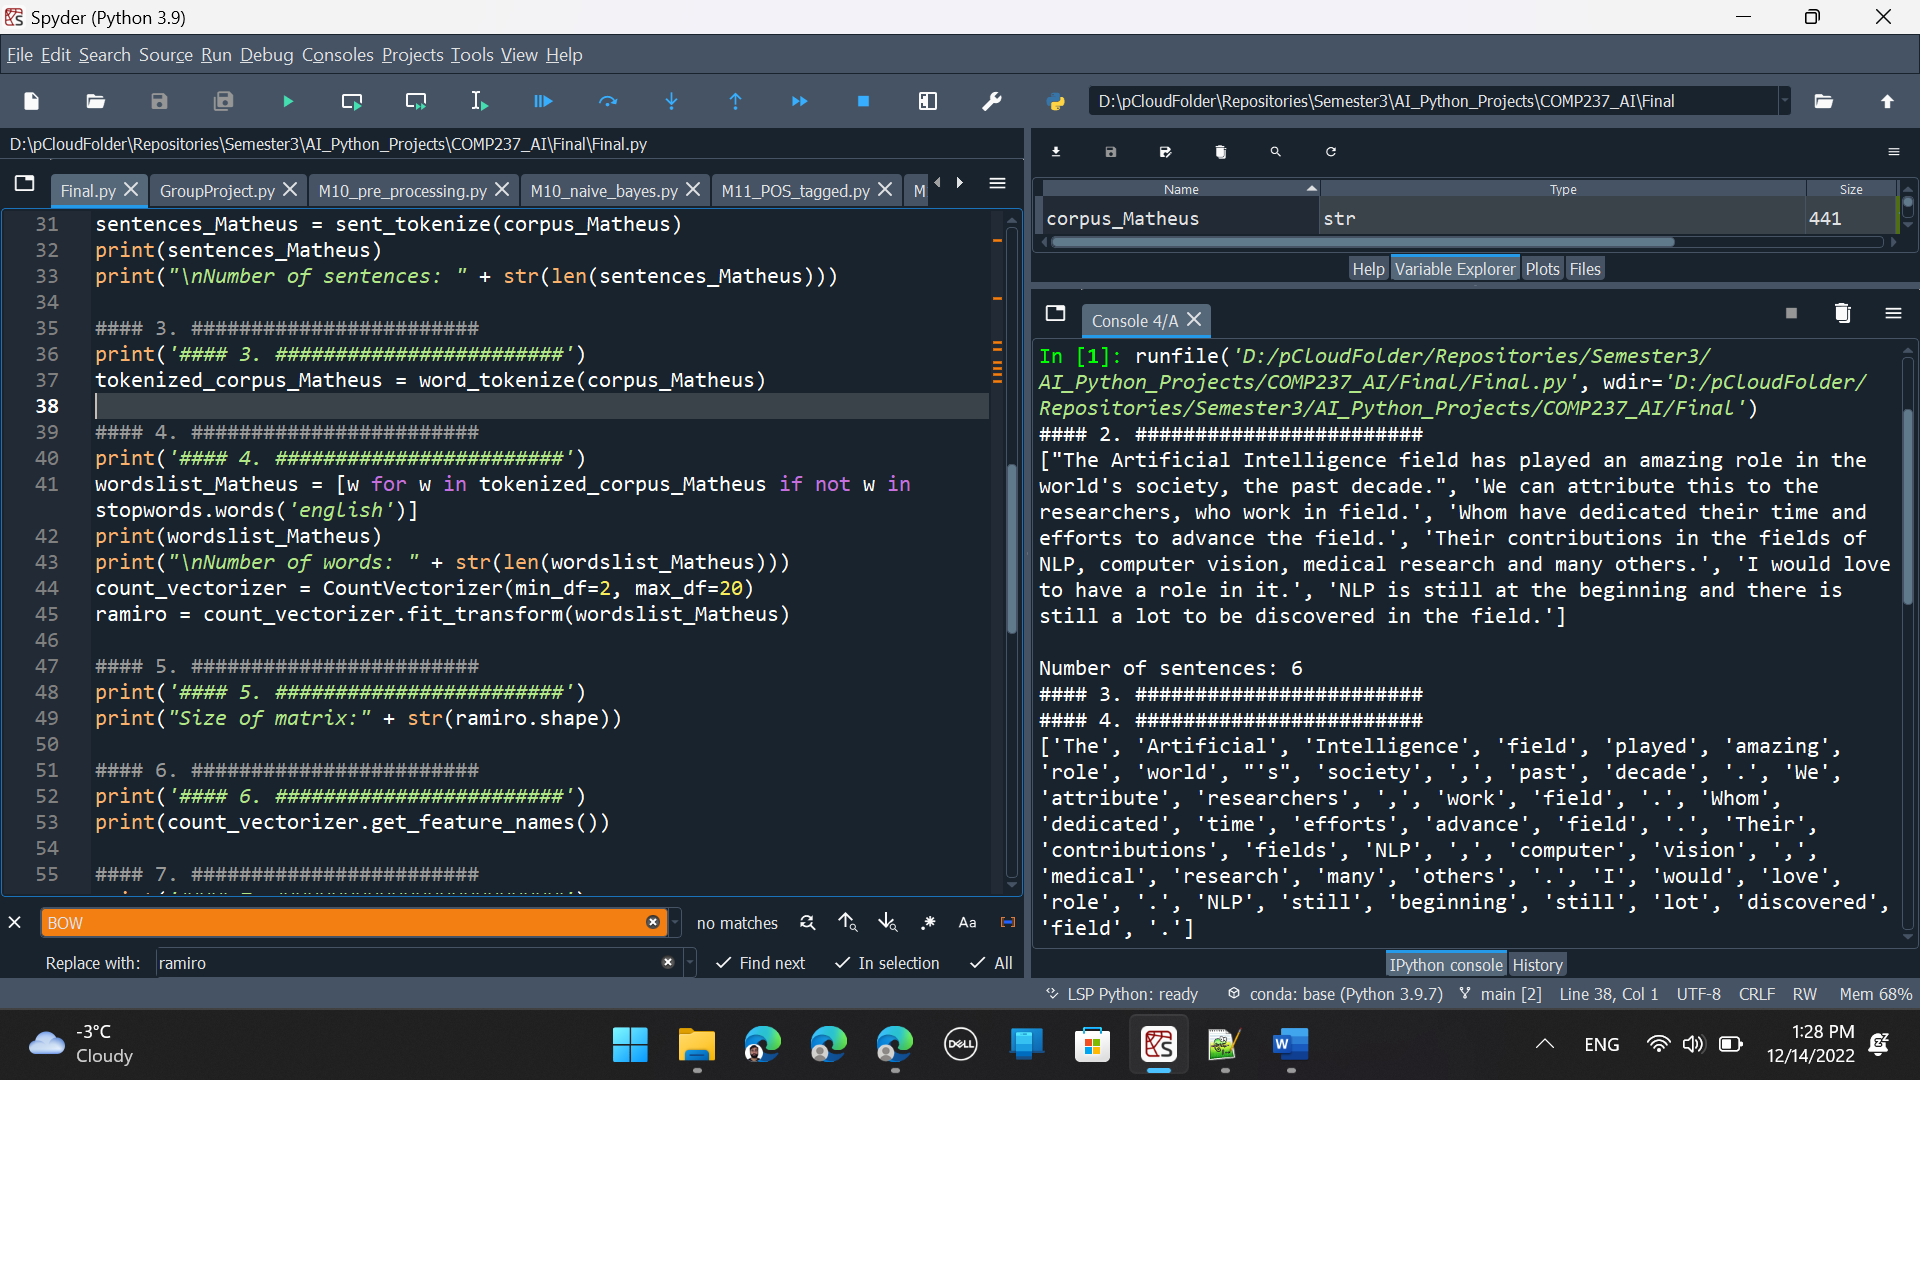 Spyder (Python 3.9)
File Edit Search Source Run Debug Consoles Projects Tools View Help
D:\pCloudFolder\Repositories\Semester3\AI_Python_Projects\COMP237_AI\Final
D:\pCloudFolder\Repositories\Semester3\AI_Python_Projects\COMP237_AI\Final\Final.py
Final.py GroupProject.py M10_pre_processing.py M10_naive_bayes.py M11_POS_tagged.py M
31 sentences_Matheus = sent_tokenize(corpus_Matheus)
32 print(sentences_Matheus)
33 print("\nNumber of sentences: " + str(len(sentences_Matheus)))
34
35 #### 3. ########################
36 print('#### 3. ########################')
37 tokenized_corpus_Matheus = word_tokenize(corpus_Matheus)
38
39 #### 4. ########################
40 print('#### 4. ########################')
41 wordslist_Matheus = [w for w in tokenized_corpus_Matheus if not w in
stopwords.words('english')]
42 print(wordslist_Matheus)
43 print("\nNumber of words: " + str(len(wordslist_Matheus)))
44 count_vectorizer = CountVectorizer(min_df=2, max_df=20)
45 ramiro = count_vectorizer.fit_transform(wordslist_Matheus)
46
47 #### 5. ########################
48 print('#### 5. ########################')
49 print("Size of matrix:" + str(ramiro.shape))
50
51 #### 6. ########################
52 print('#### 6. ########################')
53 print(count_vectorizer.get_feature_names())
54
55 #### 7. ########################
BOW no matches Aa
Replace with: ramiro Find next In selection All
Name Type Size
corpus_Matheus str 441
Help Variable Explorer Plots Files
Console 4/A
In [1]: runfile('D:/pCloudFolder/Repositories/Semester3/
AI_Python_Projects/COMP237_AI/Final/Final.py', wdir='D:/pCloudFolder/
Repositories/Semester3/AI_Python_Projects/COMP237_AI/Final')
#### 2. ########################
["The Artificial Intelligence field has played an amazing role in the
world's society, the past decade.", 'We can attribute this to the
researchers, who work in field.', 'Whom have dedicated their time and
efforts to advance the field.', 'Their contributions in the fields of
NLP, computer vision, medical research and many others.', 'I would love
to have a role in it.', 'NLP is still at the beginning and there is
still a lot to be discovered in the field.']
Number of sentences: 6
#### 3. ########################
#### 4. ########################
['The', 'Artificial', 'Intelligence', 'field', 'played', 'amazing',
'role', 'world', "'s", 'society', ',', 'past', 'decade', '.', 'We',
'attribute', 'researchers', ',', 'work', 'field', '.', 'Whom',
'dedicated', 'time', 'efforts', 'advance', 'field', '.', 'Their',
'contributions', 'fields', 'NLP', ',', 'computer', 'vision', ',',
'medical', 'research', 'many', 'others', '.', 'I', 'would', 'love',
'role', '.', 'NLP', 'still', 'beginning', 'still', 'lot', 'discovered',
'field', '.']
IPython console History
LSP Python: ready conda: base (Python 3.9.7) main [2] Line 38, Col 1 UTF-8 CRLF RW Mem 68%
-3°C
Cloudy
DELL
W
ENG
1:28 PM
12/14/2022